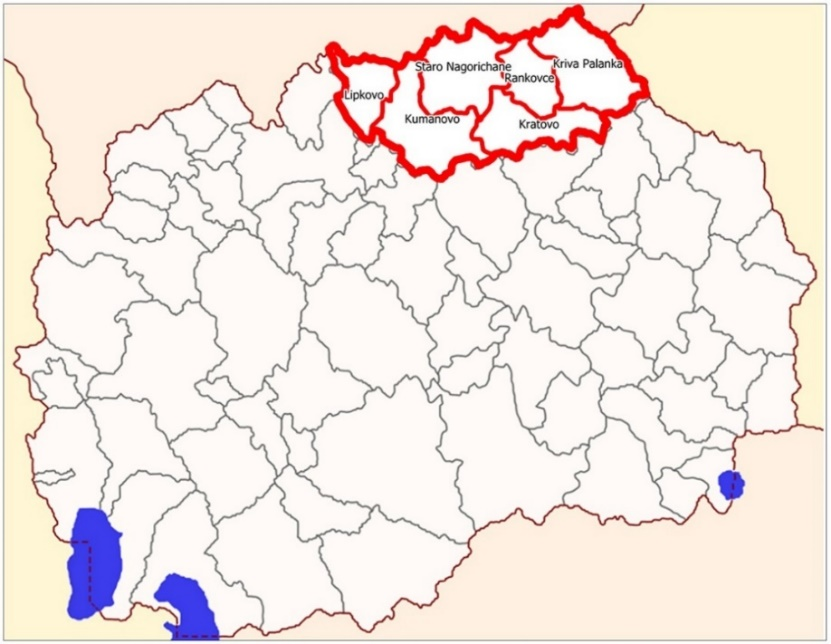 Kriva Palanka
Staro Nagorichane
Rankovce
Lipkovo
Kumanovo
Kratovo